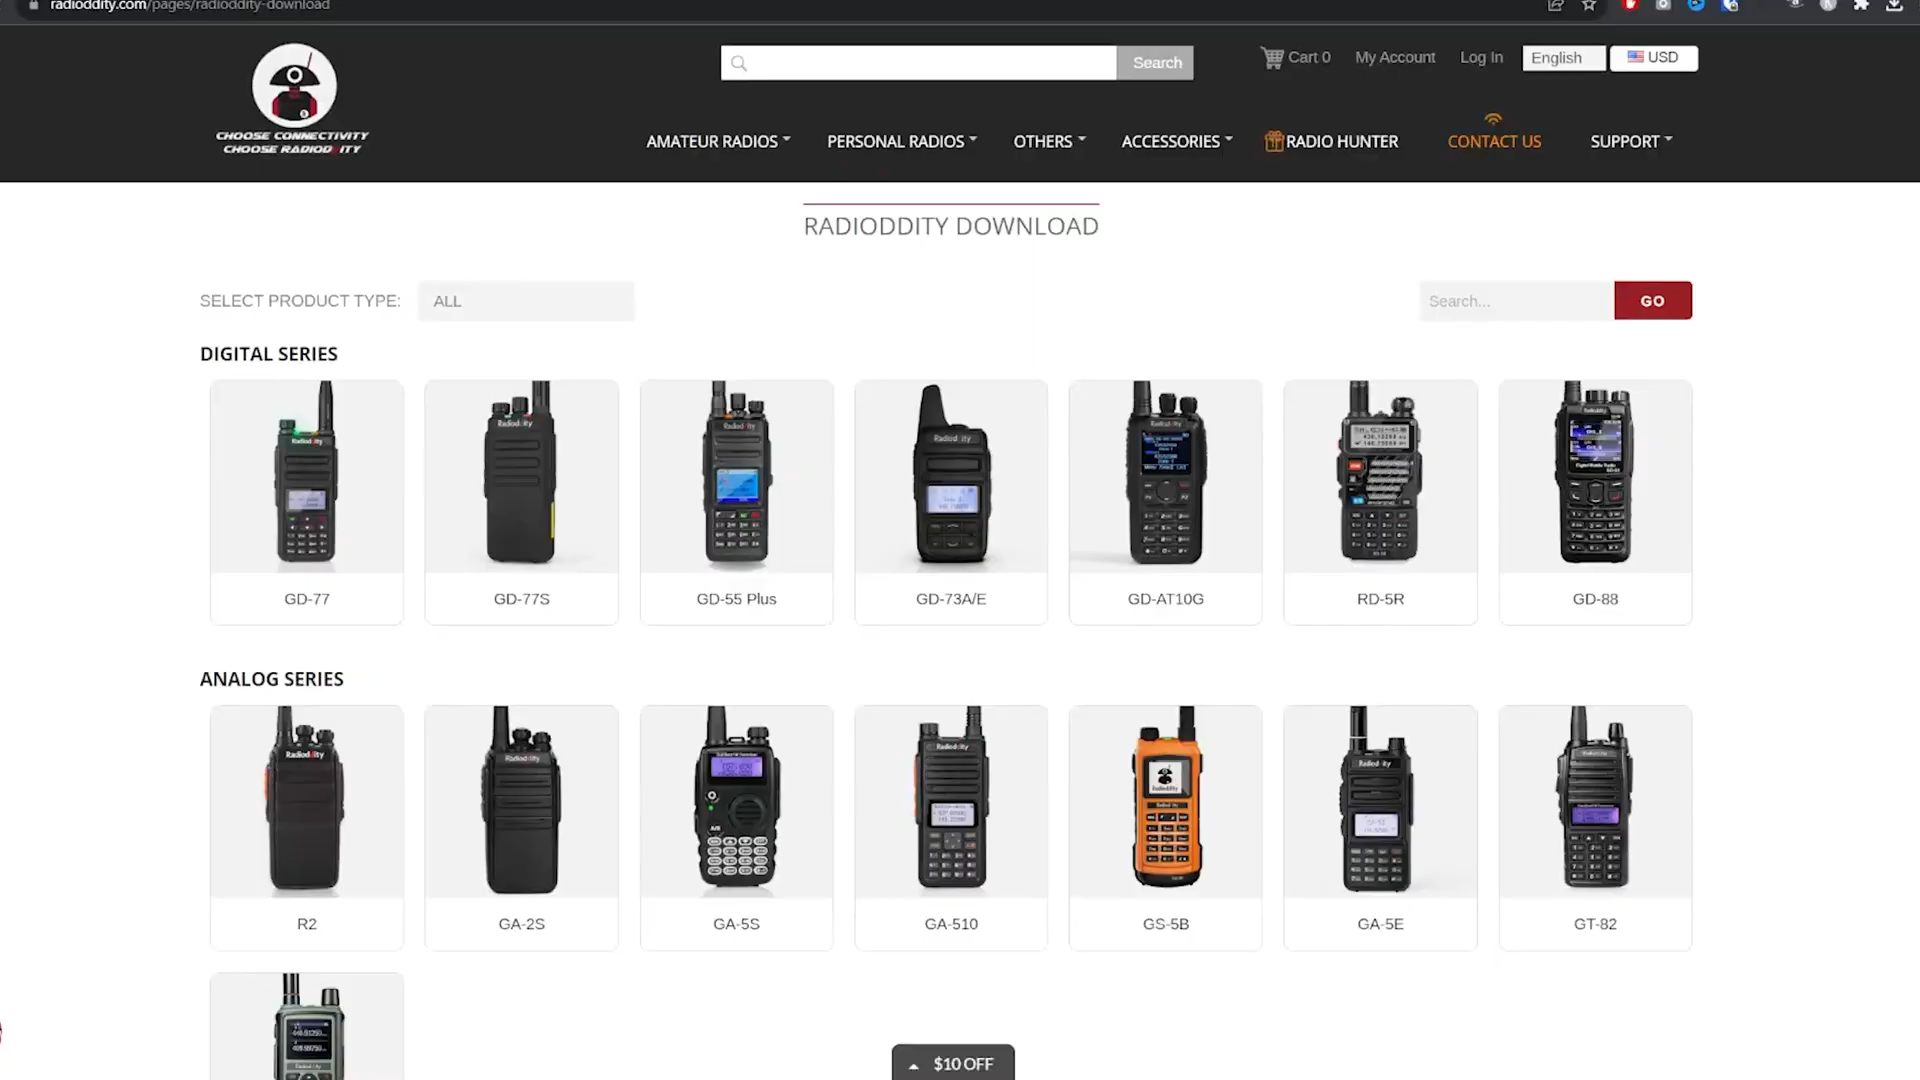 radioddity.com/pages/radioddity-download
Search
Cart 0
My Account
Log In
English
USD
CHOOSE CONNECTIVITY
CHOOSE RADIODDITY
AMATEUR RADIOS
PERSONAL RADIOS
OTHERS
ACCESSORIES
RADIO HUNTER
CONTACT US
SUPPORT
RADIODDITY DOWNLOAD
SELECT PRODUCT TYPE:
ALL
Search...
GO
DIGITAL SERIES
GD-77
GD-77S
GD-55 Plus
GD-73A/E
GD-AT10G
RD-5R
GD-88
ANALOG SERIES
R2
GA-2S
GA-5S
GA-510
GS-5B
GA-5E
GT-82
$10 OFF